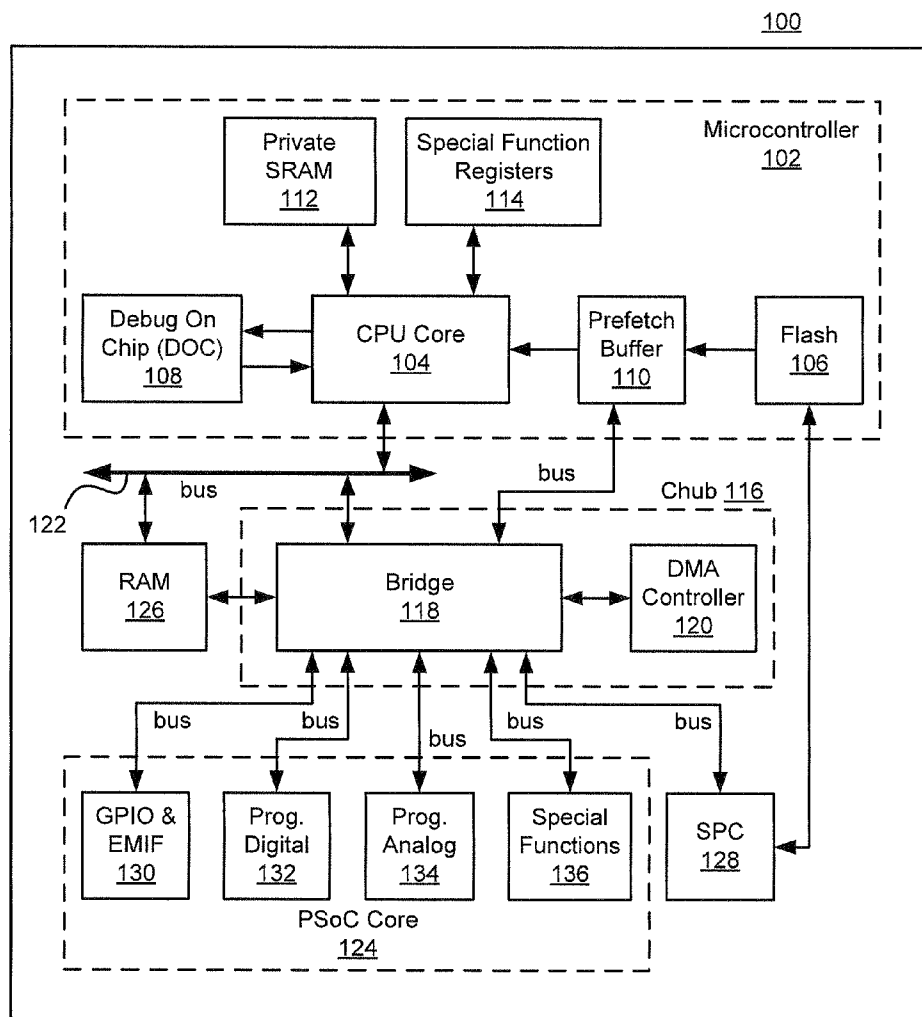 100
Microcontroller
102
Private
SRAM
112
Special Function
Registers
114
Debug On
Chip (DOC)
108
CPU Core
104
Prefetch
Buffer
110
Flash
106
bus
122
bus
Chub 116
RAM
126
Bridge
118
DMA
Controller
120
bus
bus
bus
bus
bus
GPIO &
EMIF
130
Prog.
Digital
132
Prog.
Analog
134
Special
Functions
136
SPC
128
PSoC Core
124